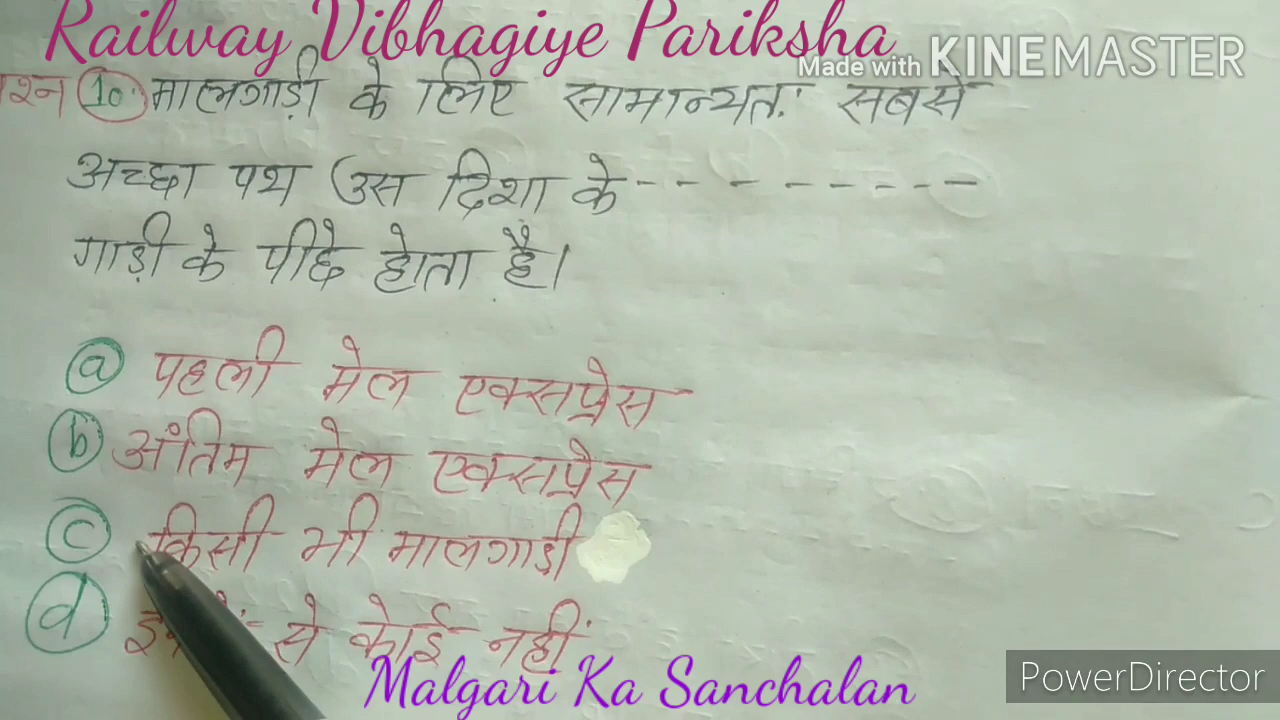 Railway Vibhagiye Pariksha
Made with KINEMASTER
श्न 10. मालगाड़ी के लिए सामान्यतः सबसे
अच्छा पथ (उस दिशा के - - - - - - - - -
गाड़ी के पीछे होता है।
a पहली मेल एक्सप्रेस
b अंतिम मेल एक्सप्रेस
c किसी भी मालगाड़ी
d से कोई नहीं
Malgari Ka Sanchalan
PowerDirector